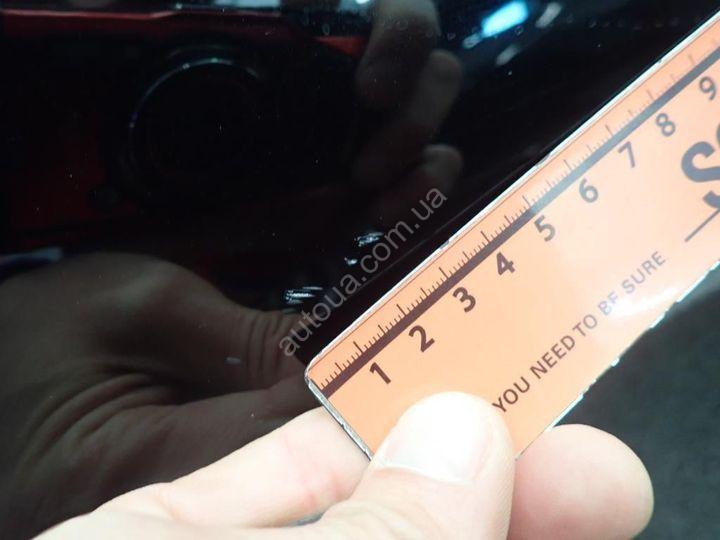 autoua.com.ua
1 2 3 4 5 6 7 8 9
YOU NEED TO BE SURE